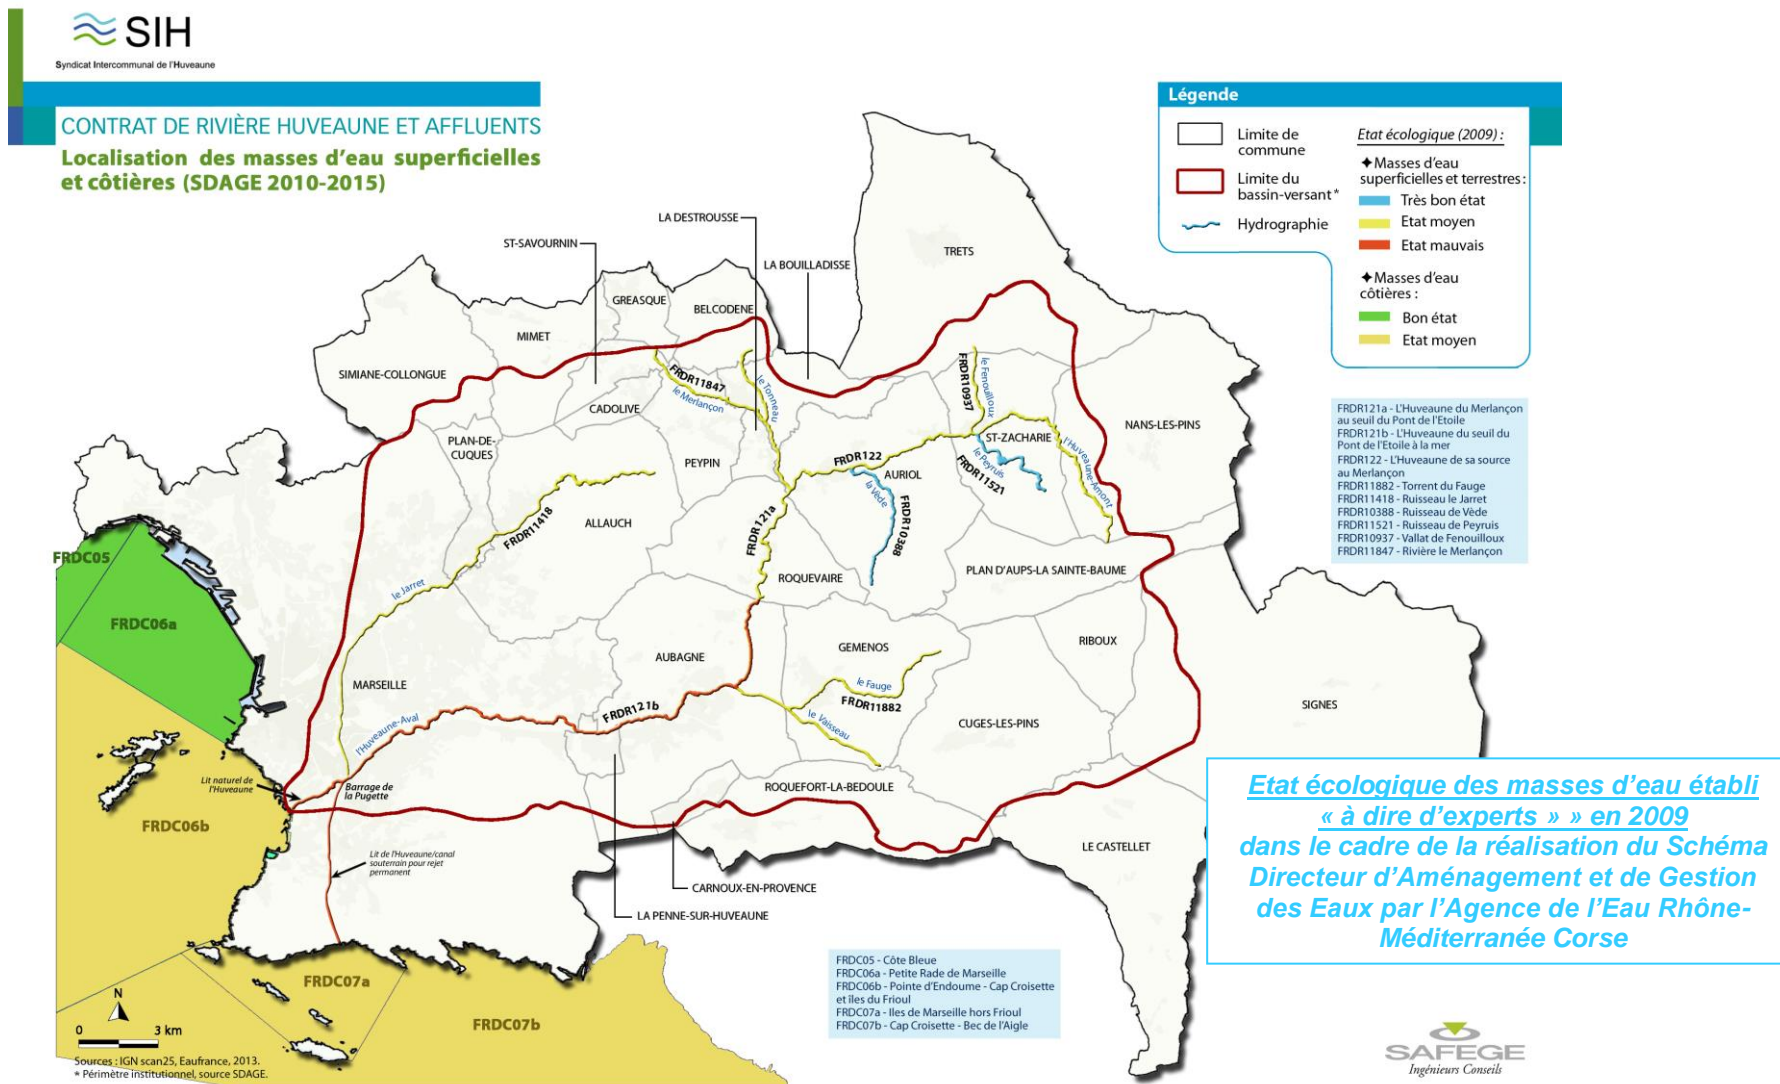 SIH
Syndicat Intercommunal de l'Huveaune
CONTRAT DE RIVIÈRE HUVEAUNE ET AFFLUENTS
Localisation des masses d'eau superficielles
et côtières (SDAGE 2010-2015)
Légende
Limite de
commune
Limite du
bassin-versant*
Hydrographie
Etat écologique (2009) :
✦Masses d'eau
superficielles et terrestres :
Très bon état
Etat moyen
Etat mauvais
✦Masses d'eau
côtières :
Bon état
Etat moyen
FRDR121a - L'Huveaune du Merlançon
au seuil du Pont de l'Etoile
FRDR121b - L'Huveaune du seuil du
Pont de l'Etoile à la mer
FRDR122 - L'Huveaune de sa source
au Merlançon
FRDR11882 - Torrent du Fauge
FRDR11418 - Ruisseau le Jarret
FRDR10388 - Ruisseau de Vède
FRDR11521 - Ruisseau de Peyruis
FRDR10937 - Vallat de Fenouilloux
FRDR11847 - Rivière le Merlançon
LA DESTROUSSE
ST-SAVOURNIN
LA BOUILLADISSE
TRETS
GREASQUE
BELCODENE
MIMET
SIMIANE-COLLONGUE
FRDR11847
le Merlançon
le Tonneau
FRDR10937
le Fenouilloux
CADOLIVE
NANS-LES-PINS
PLAN-DE-
CUQUES
PEYPIN
FRDR122
ST-ZACHARIE
le Peyruis
FRDR11521
l'Huveaune-Amont
AURIOL
la Vède
FRDR10388
ALLAUCH
FRDR11418
FRDR121a
le Jarret
ROQUEVAIRE
PLAN D'AUPS-LA SAINTE-BAUME
FRDC05
FRDC06a
AUBAGNE
GEMENOS
RIBOUX
MARSEILLE
le Fauge
FRDR11882
SIGNES
FRDR121b
l'Huveaune-Aval
le Vaisseau
CUGES-LES-PINS
Lit naturel de
l'Huveaune
Barrage de
la Pugette
ROQUEFORT-LA-BEDOULE
FRDC06b
LE CASTELLET
Lit de l'Huveaune/canal
souterrain pour rejet
permanent
CARNOUX-EN-PROVENCE
LA PENNE-SUR-HUVEAUNE
Etat écologique des masses d'eau établi
« à dire d'experts » » en 2009
dans le cadre de la réalisation du Schéma
Directeur d'Aménagement et de Gestion
des Eaux par l'Agence de l'Eau Rhône-
Méditerranée Corse
FRDC07a
FRDC07b
FRDC05 - Côte Bleue
FRDC06a - Petite Rade de Marseille
FRDC06b - Pointe d'Endoume - Cap Croisette
et îles du Frioul
FRDC07a - Iles de Marseille hors Frioul
FRDC07b - Cap Croisette - Bec de l'Aigle
N
0 3 km
Sources : IGN scan25, Eaufrance, 2013.
* Périmètre institutionnel, source SDAGE.
SAFEGE
Ingénieurs Conseils